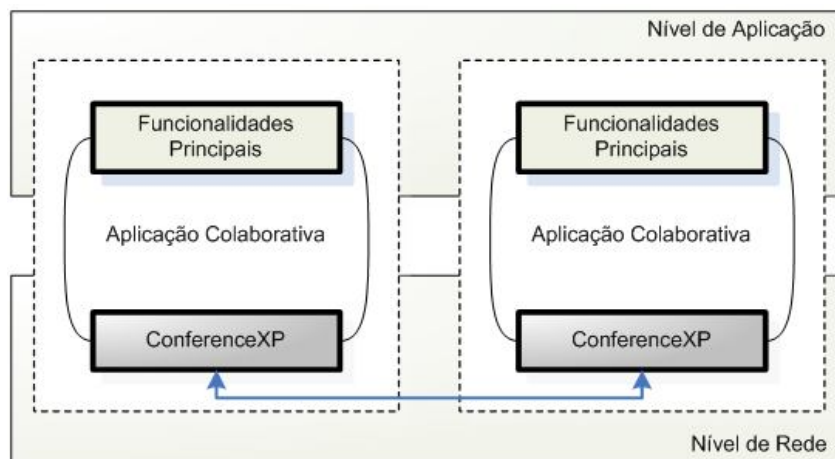 Nível de Aplicação
Funcionalidades
Principais
Funcionalidades
Principais
Aplicação Colaborativa
Aplicação Colaborativa
ConferenceXP
ConferenceXP
Nível de Rede